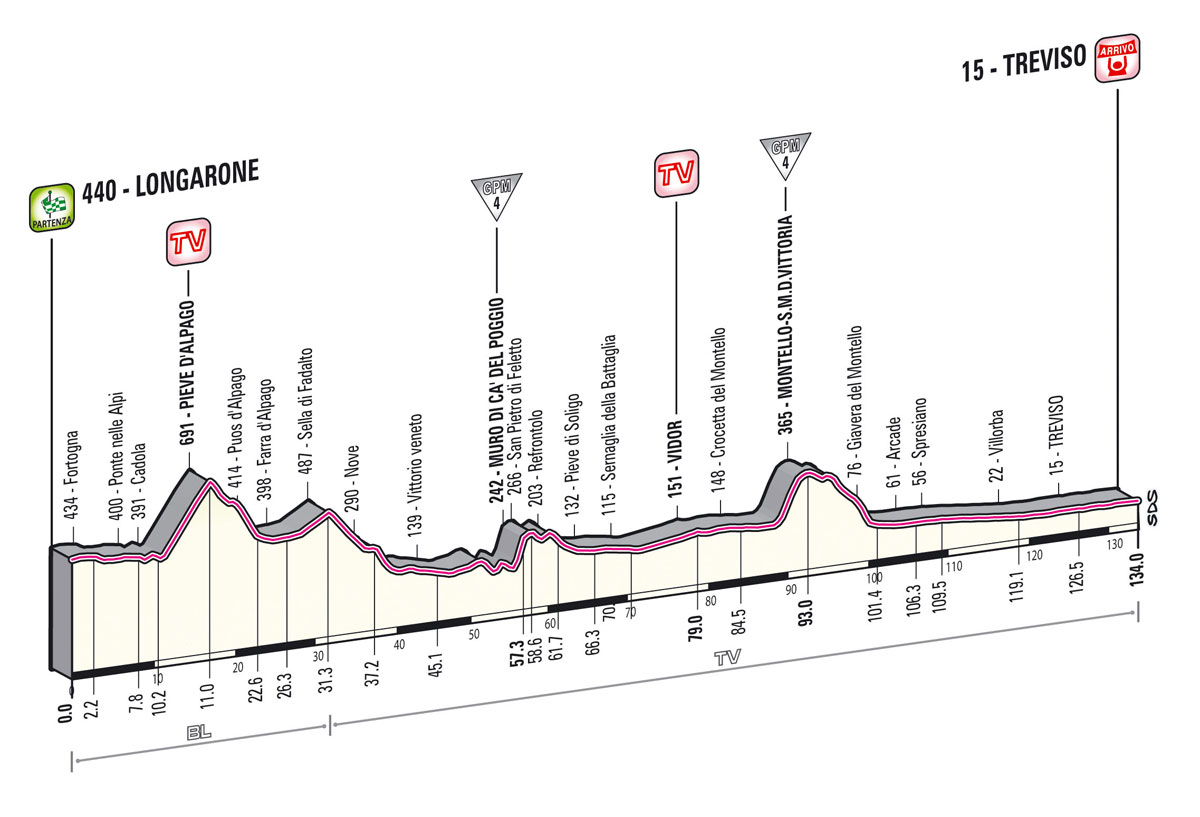 15 - TREVISO
ARRIVO
440 - LONGARONE
PARTENZA
TV
GPM
4
TV
GPM
4
434 - Fortogna
400 - Ponte nelle Alpi
391 - Cadola
691 - PIEVE D'ALPAGO
414 - Puos d'Alpago
398 - Farra d'Alpago
487 - Sella di Fadalto
290 - Nove
139 - Vittorio veneto
242 - MURO DI CA' DEL POGGIO
266 - San Pietro di Feletto
203 - Refrontolo
132 - Pieve di Soligo
115 - Sernaglia della Battaglia
151 - VIDOR
148 - Crocetta del Montello
365 - MONTELLO-S.M.D.VITTORIA
76 - Giavera del Montello
61 - Arcade
56 - Spresiano
22 - Villorba
15 - TREVISO
SDS
0
10
20
30
40
50
60
70
70
80
90
100
110
120
130
0.0
2.2
7.8
10.2
11.0
22.6
26.3
31.3
37.2
45.1
57.3
58.6
61.7
66.3
79.0
84.5
93.0
101.4
106.3
109.5
119.1
126.5
134.0
BL
TV